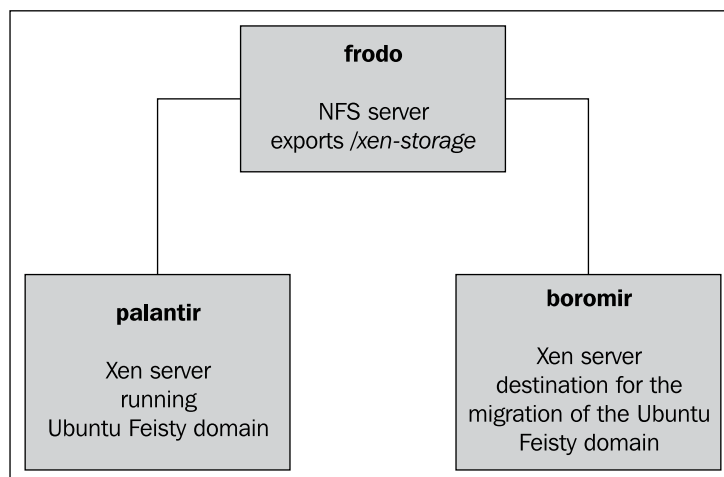 frodo
NFS server
exports /xen-storage
palantir
Xen server
running
Ubuntu Feisty domain
boromir
Xen server
destination for the
migration of the Ubuntu
Feisty domain